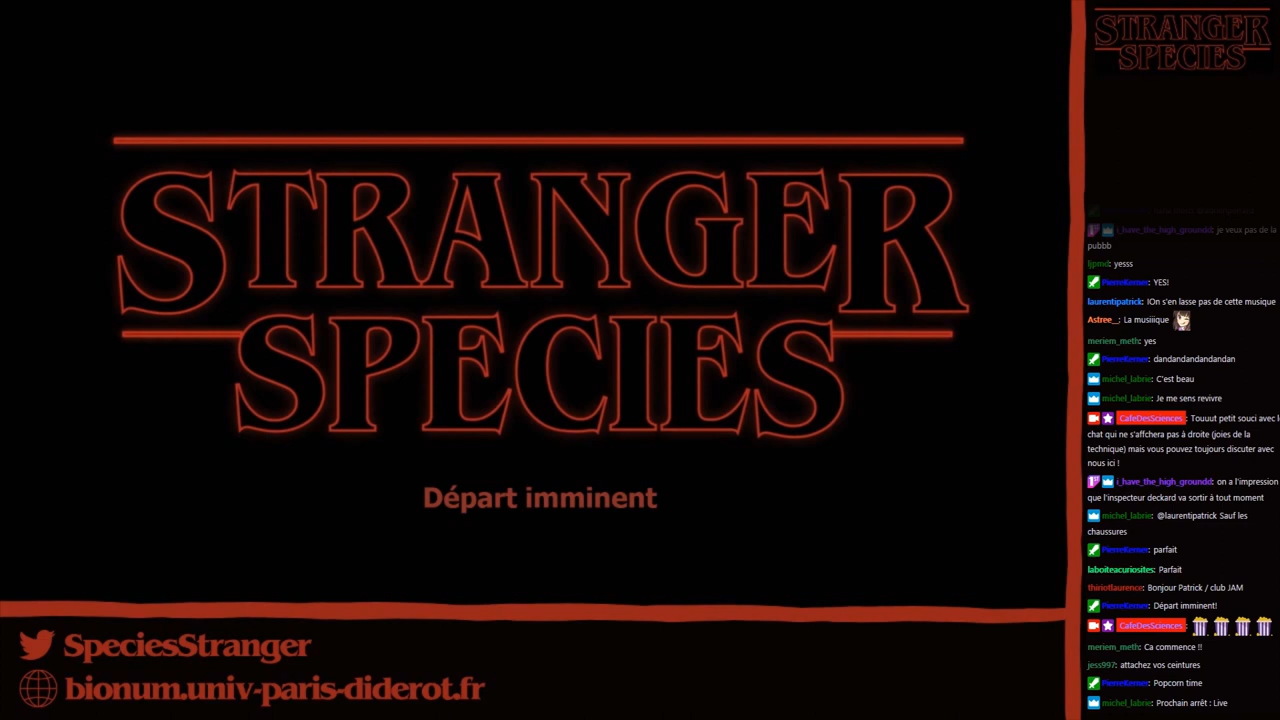 STRANGER
SPECIES
Départ imminent
SpeciesStranger
bionum.univ-paris-diderot.fr
STRANGER
SPECIES
i_have_the_high_groundd: je veux pas de la
pubbb
ljpmd: yesss
PierreKerner: YES!
laurentipatrick: !On s'en lasse pas de cette musique
Astree__: La musiiique
meriem_meth: yes
PierreKerner: dandandandandandan
michel_labrie: C'est beau
michel_labrie: Je me sens revivre
CafeDesSciences: Touuut petit souci avec l
chat qui ne s'affchera pas à droite (joies de la
technique) mais vous pouvez toujours discuter avec
nous ici !
i_have_the_high_groundd: on a l'impression
que l'inspecteur deckard va sortir à tout moment
michel_labrie: @laurentipatrick Sauf les
chaussures
PierreKerner: parfait
laboiteacuriosites: Parfait
thiriotlaurence: Bonjour Patrick / club JAM
PierreKerner: Départ imminent!
CafeDesSciences:
meriem_meth: Ca commence !!
jess997: attachez vos ceintures
PierreKerner: Popcorn time
michel_labrie: Prochain arrêt : Live